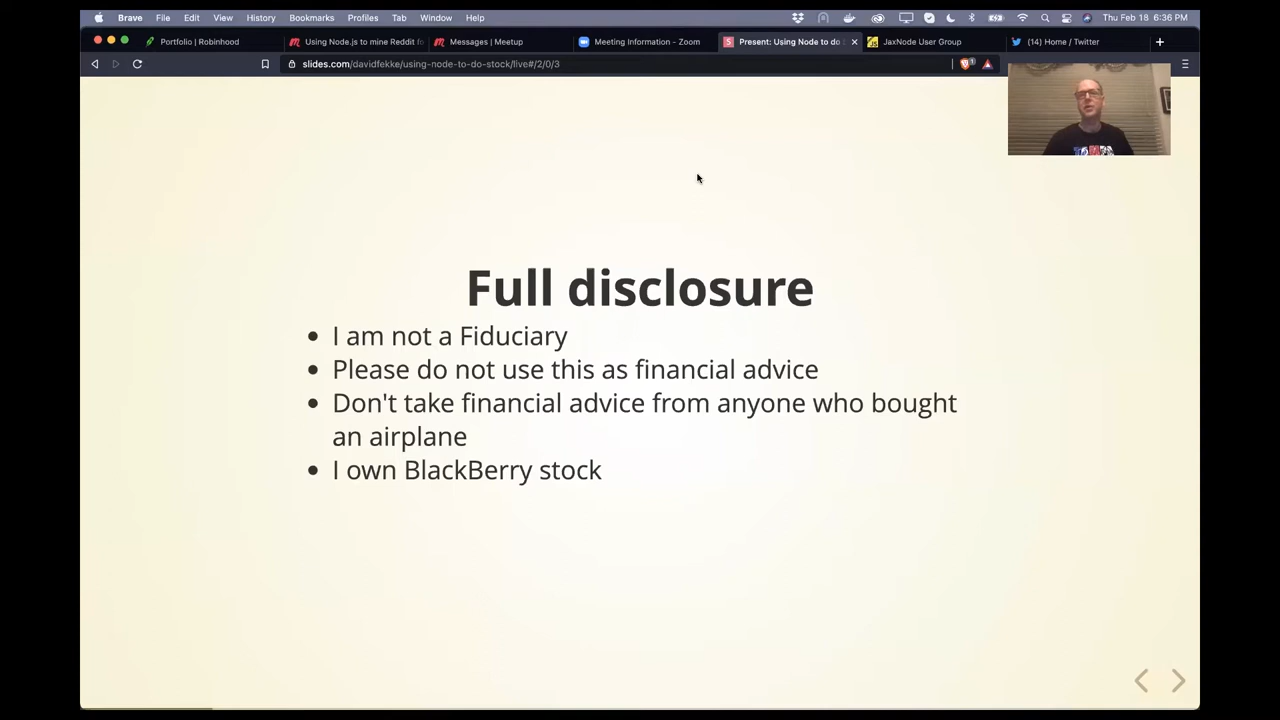 Brave File Edit View History Bookmarks Profiles Tab Window Help Thu Feb 18 6:36 PM
Portfolio | Robinhood Using Node.js to mine Reddit fo Messages | Meetup Meeting Information - Zoom Present: Using Node to do JaxNode User Group (14) Home / Twitter
slides.com/davidfekke/using-node-to-do-stock/live#/2/0/3
Full disclosure
• I am not a Fiduciary
• Please do not use this as financial advice
• Don't take financial advice from anyone who bought
an airplane
• I own BlackBerry stock